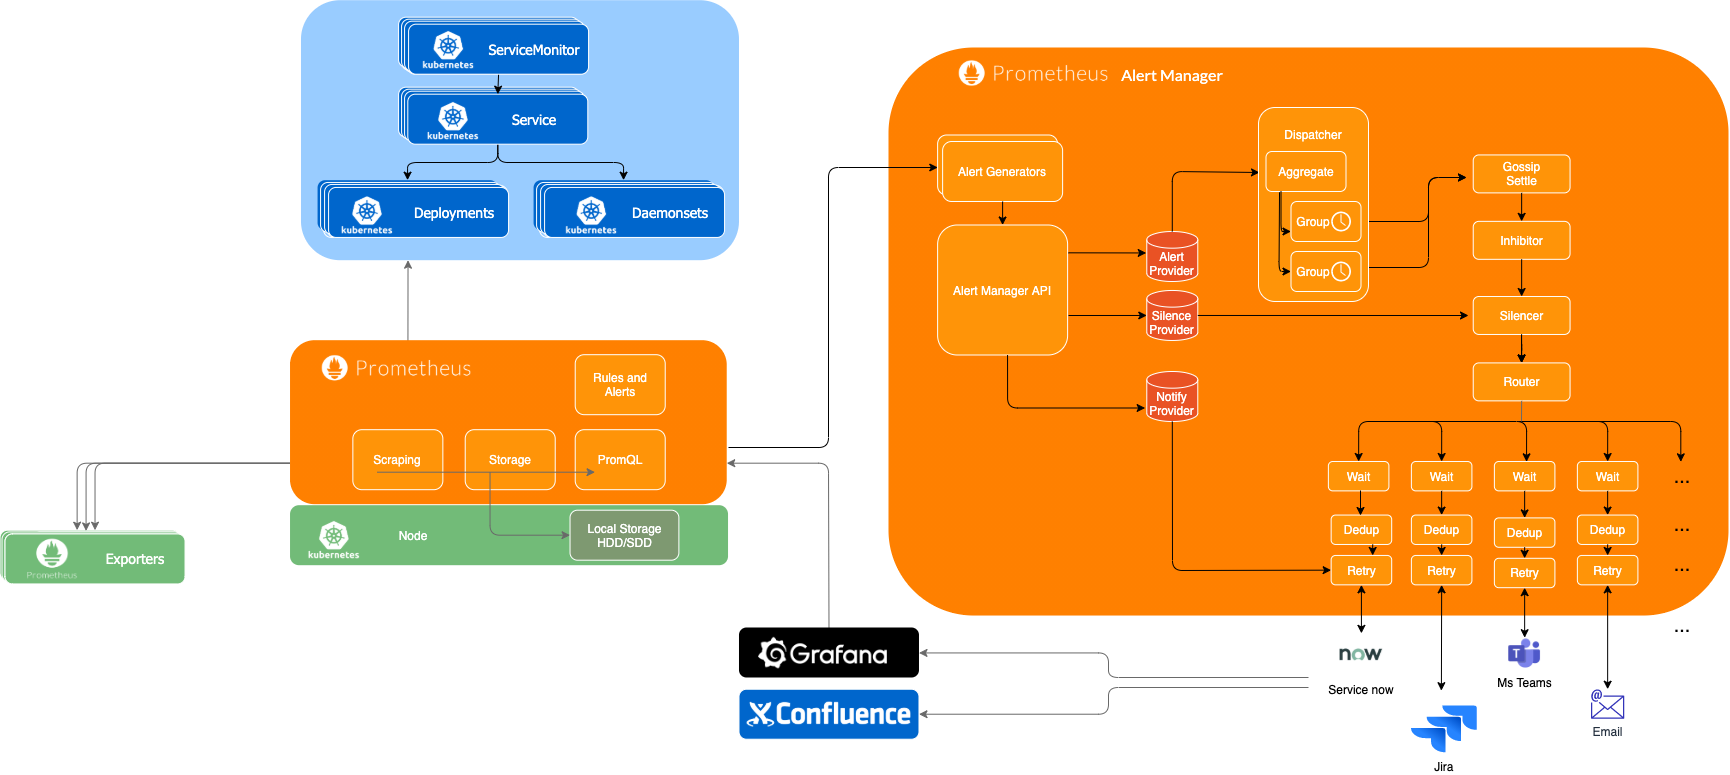 kubernetes
ServiceMonitor
kubernetes
Service
kubernetes
Deployments
kubernetes
Daemonsets
Prometheus
Rules and
Alerts
Scraping
Storage
PromQL
kubernetes
Node
Local Storage
HDD/SDD
Prometheus
Exporters
Prometheus Alert Manager
Alert Generators
Alert Manager API
Alert
Provider
Silence
Provider
Notify
Provider
Dispatcher
Aggregate
Group
Group
Gossip
Settle
Inhibitor
Silencer
Router
Wait
Wait
Wait
Wait
...
Dedup
Dedup
Dedup
Dedup
...
Retry
Retry
Retry
Retry
...
...
Grafana
Confluence
now
Service now
Jira
T
Ms Teams
@
Email